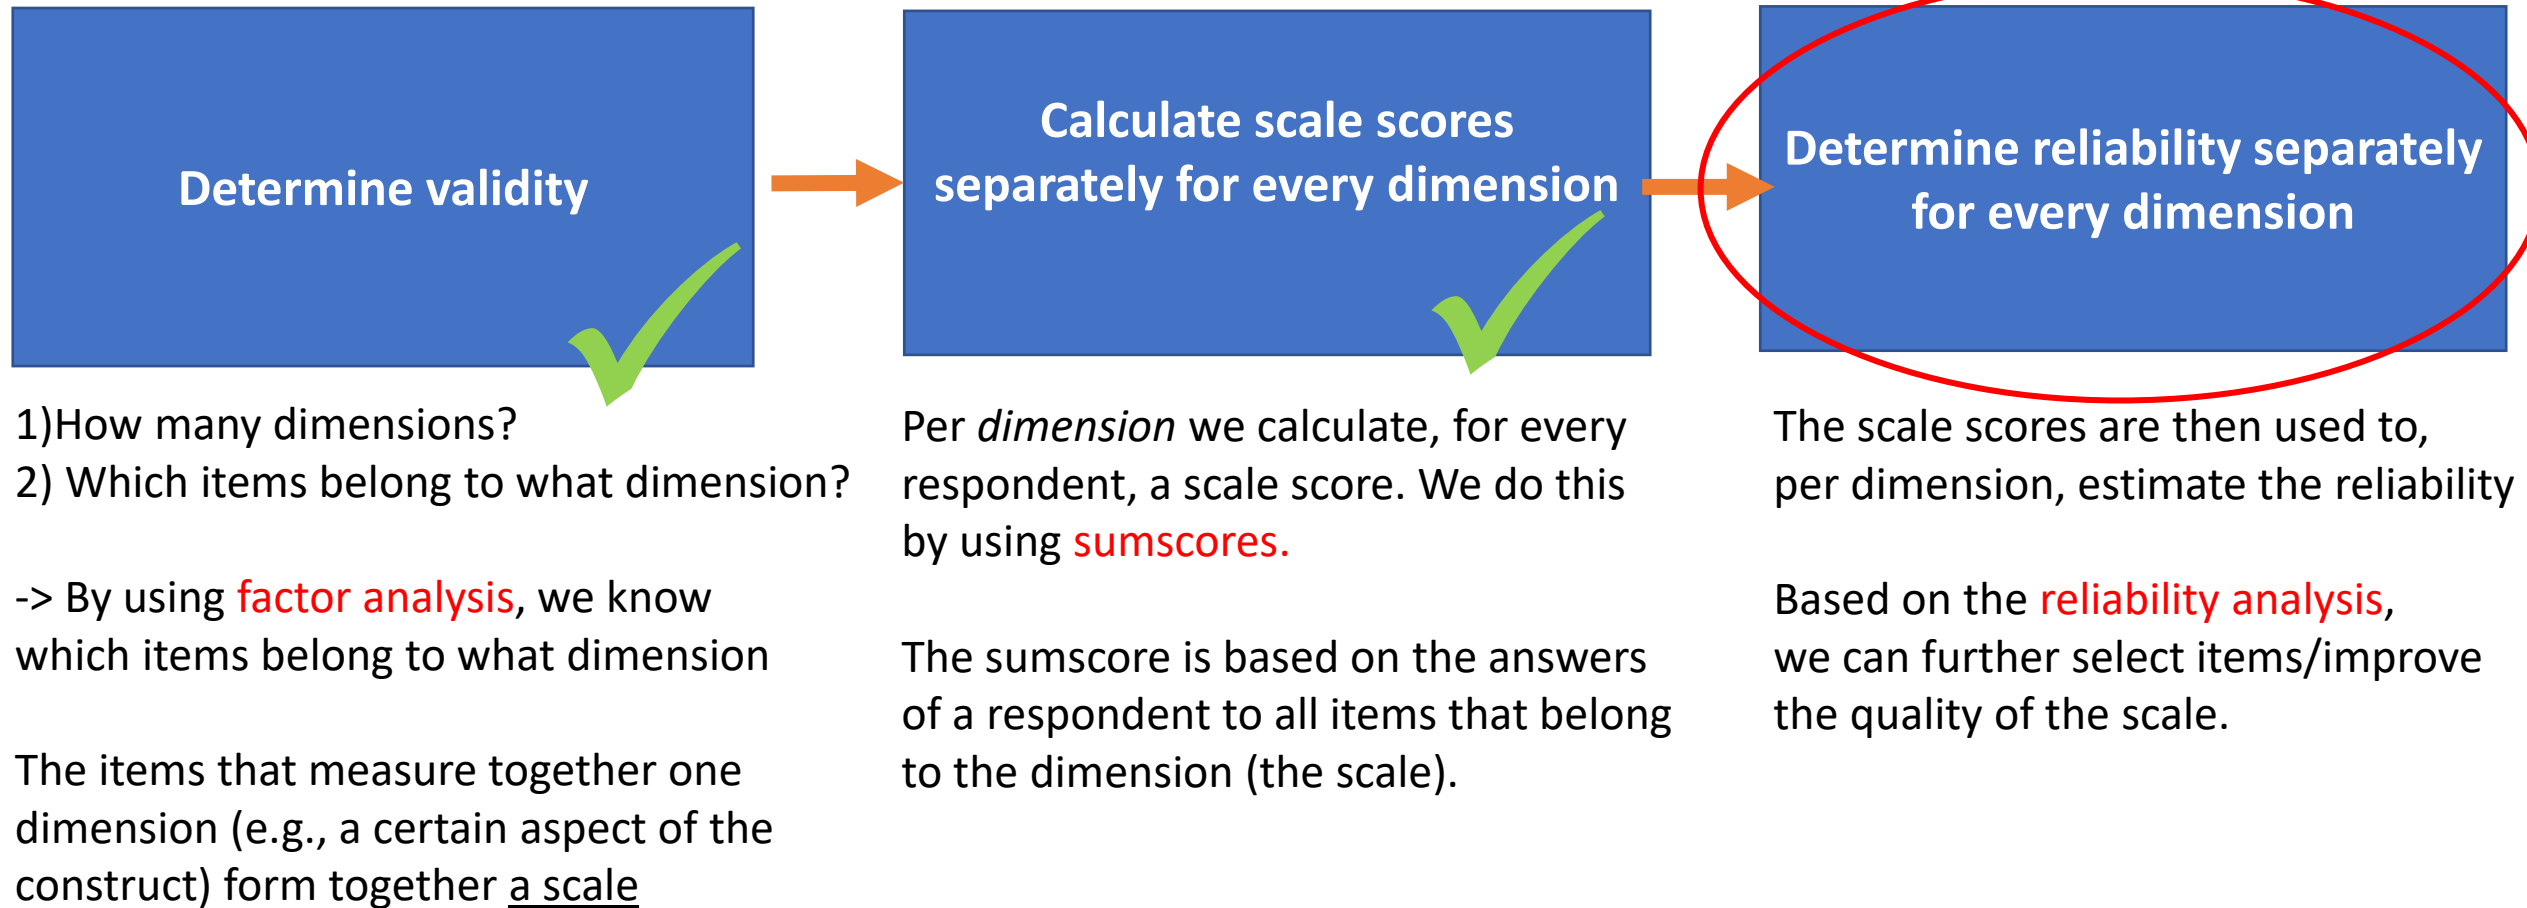 Determine validity
Calculate scale scores
separately for every dimension
Determine reliability separately
for every dimension
1)How many dimensions?
2) Which items belong to what dimension?
-> By using factor analysis, we know
which items belong to what dimension
The items that measure together one
dimension (e.g., a certain aspect of the
construct) form together a scale
Per dimension we calculate, for every
respondent, a scale score. We do this
by using sumscores.
The sumscore is based on the answers
of a respondent to all items that belong
to the dimension (the scale).
The scale scores are then used to,
per dimension, estimate the reliability
Based on the reliability analysis,
we can further select items/improve
the quality of the scale.